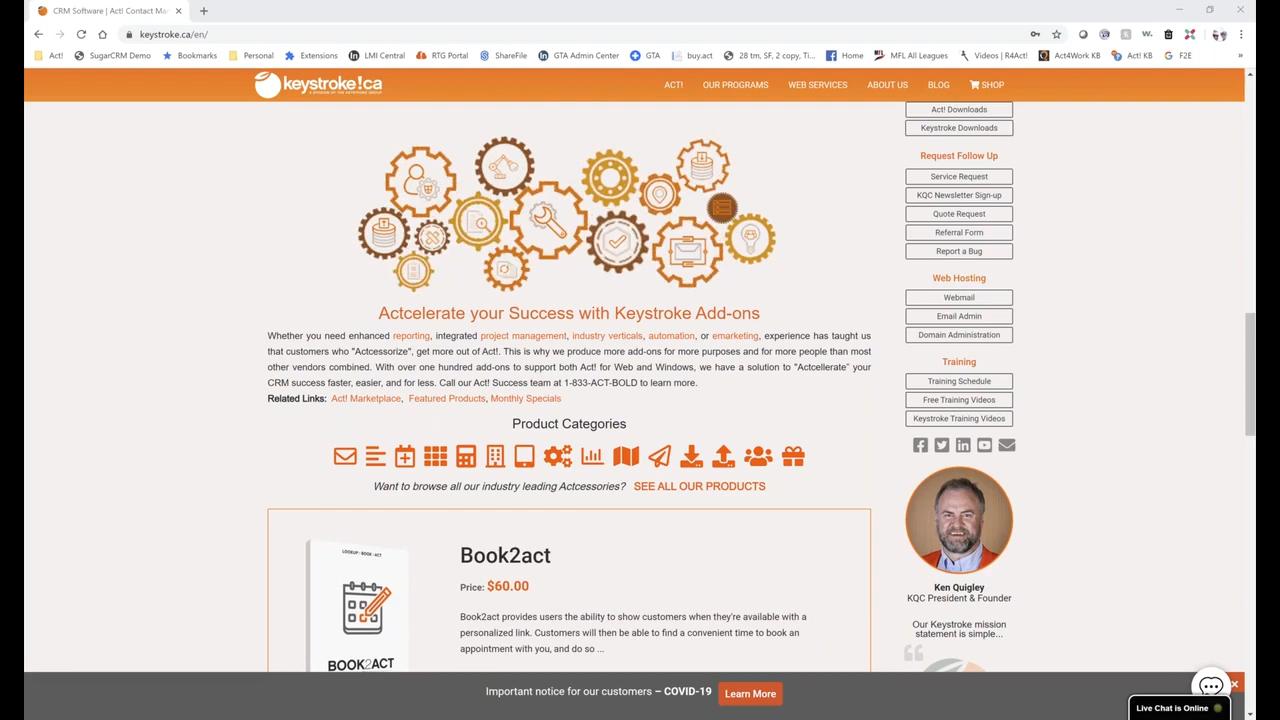 CRM Software | Act! Contact Ma
keystroke.ca/en/
Act!
SugarCRM Demo
Bookmarks
Personal
Extensions
LMI Central
RTG Portal
ShareFile
GTA Admin Center
GTA
buy.act
28 tm, SF, 2 copy, Ti...
Home
MFL All Leagues
Videos | R4Act!
Act4Work KB
Act! KB
F2E
keystroke!ca
A DIVISION OF THE KEYSTROKE GROUP
ACT!
OUR PROGRAMS
WEB SERVICES
ABOUT US
BLOG
SHOP
Actcelerate your Success with Keystroke Add-ons
Whether you need enhanced reporting, integrated project management, industry verticals, automation, or emarketing, experience has taught us
that customers who "Actcessorize", get more out of Act!. This is why we produce more add-ons for more purposes and for more people than most
other vendors combined. With over one hundred add-ons to support both Act! for Web and Windows, we have a solution to "Actcellerate" your
CRM success faster, easier, and for less. Call our Act! Success team at 1-833-ACT-BOLD to learn more.
Related Links: Act! Marketplace, Featured Products, Monthly Specials
Product Categories
Want to browse all our industry leading Actcessories? SEE ALL OUR PRODUCTS
LOOKUP | BOOK | ACT
BOOK2ACT
Book2act
Price: $60.00
Book2act provides users the ability to show customers when they're available with a
personalized link. Customers will then be able to find a convenient time to book an
appointment with you, and do so ...
Act! Downloads
Keystroke Downloads
Request Follow Up
Service Request
KQC Newsletter Sign-up
Quote Request
Referral Form
Report a Bug
Web Hosting
Webmail
Email Admin
Domain Administration
Training
Training Schedule
Free Training Videos
Keystroke Training Videos
Ken Quigley
KQC President & Founder
Our Keystroke mission
statement is simple...
Important notice for our customers – COVID-19
Learn More
Live Chat is Online